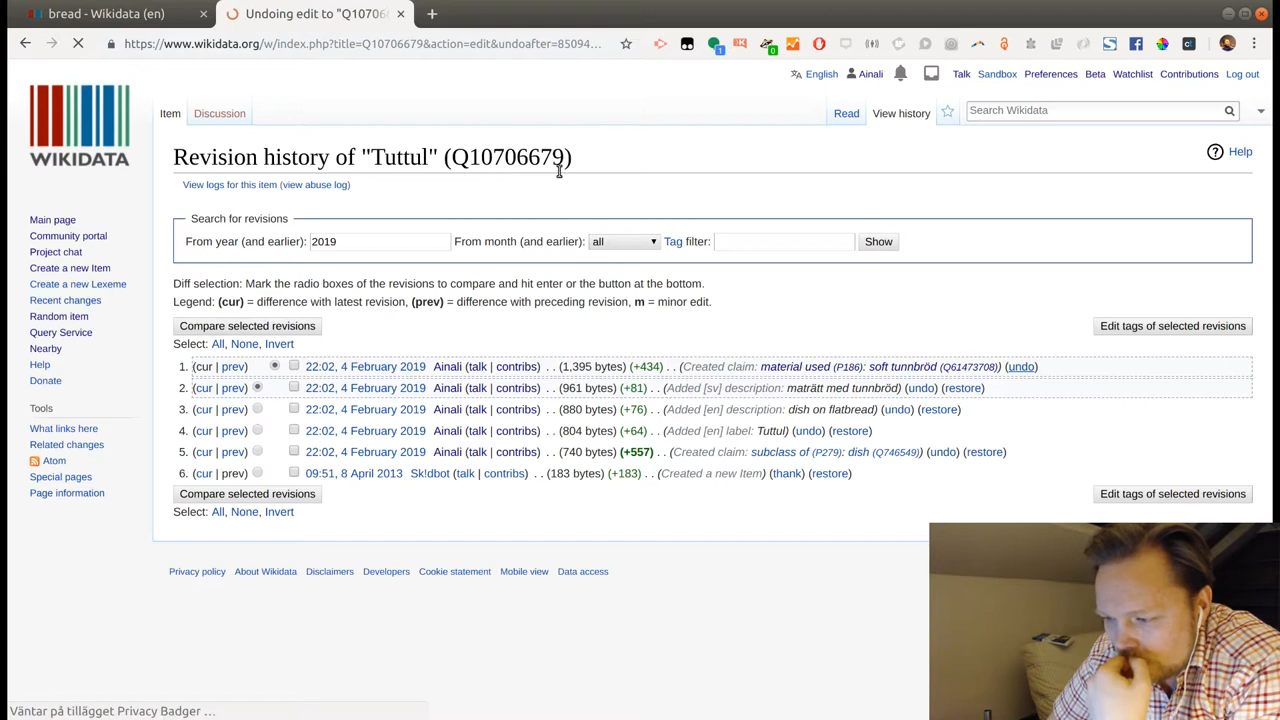 bread - Wikidata (en)
Undoing edit to "Q10706
https://www.wikidata.org/w/index.php?title=Q10706679&action=edit&undoafter=85094...
1
0
English Ainali Talk Sandbox Preferences Beta Watchlist Contributions Log out
Item Discussion Read View history Search Wikidata
WIKIDATA
Revision history of "Tuttul" (Q10706679)
Help
View logs for this item (view abuse log)
Main page
Community portal
Project chat
Create a new Item
Create a new Lexeme
Recent changes
Random item
Query Service
Nearby
Help
Donate
Tools
What links here
Related changes
Atom
Special pages
Page information
Search for revisions
From year (and earlier): 2019 From month (and earlier): all Tag filter: Show
Diff selection: Mark the radio boxes of the revisions to compare and hit enter or the button at the bottom.
Legend: (cur) = difference with latest revision, (prev) = difference with preceding revision, m = minor edit.
Compare selected revisions Edit tags of selected revisions
Select: All, None, Invert
1. (cur | prev) 22:02, 4 February 2019 Ainali (talk | contribs) . . (1,395 bytes) (+434) . . (Created claim: material used (P186): soft tunnbröd (Q61473708)) (undo)
2. (cur | prev) 22:02, 4 February 2019 Ainali (talk | contribs) . . (961 bytes) (+81) . . (Added [sv] description: maträtt med tunnbröd) (undo) (restore)
3. (cur | prev) 22:02, 4 February 2019 Ainali (talk | contribs) . . (880 bytes) (+76) . . (Added [en] description: dish on flatbread) (undo) (restore)
4. (cur | prev) 22:02, 4 February 2019 Ainali (talk | contribs) . . (804 bytes) (+64) . . (Added [en] label: Tuttul) (undo) (restore)
5. (cur | prev) 22:02, 4 February 2019 Ainali (talk | contribs) . . (740 bytes) (+557) . . (Created claim: subclass of (P279): dish (Q746549)) (undo) (restore)
6. (cur | prev) 09:51, 8 April 2013 Sk!dbot (talk | contribs) . . (183 bytes) (+183) . . (Created a new Item) (thank) (restore)
Compare selected revisions Edit tags of selected revisions
Select: All, None, Invert
Privacy policy About Wikidata Disclaimers Developers Cookie statement Mobile view Data access
Väntar på tillägget Privacy Badger …